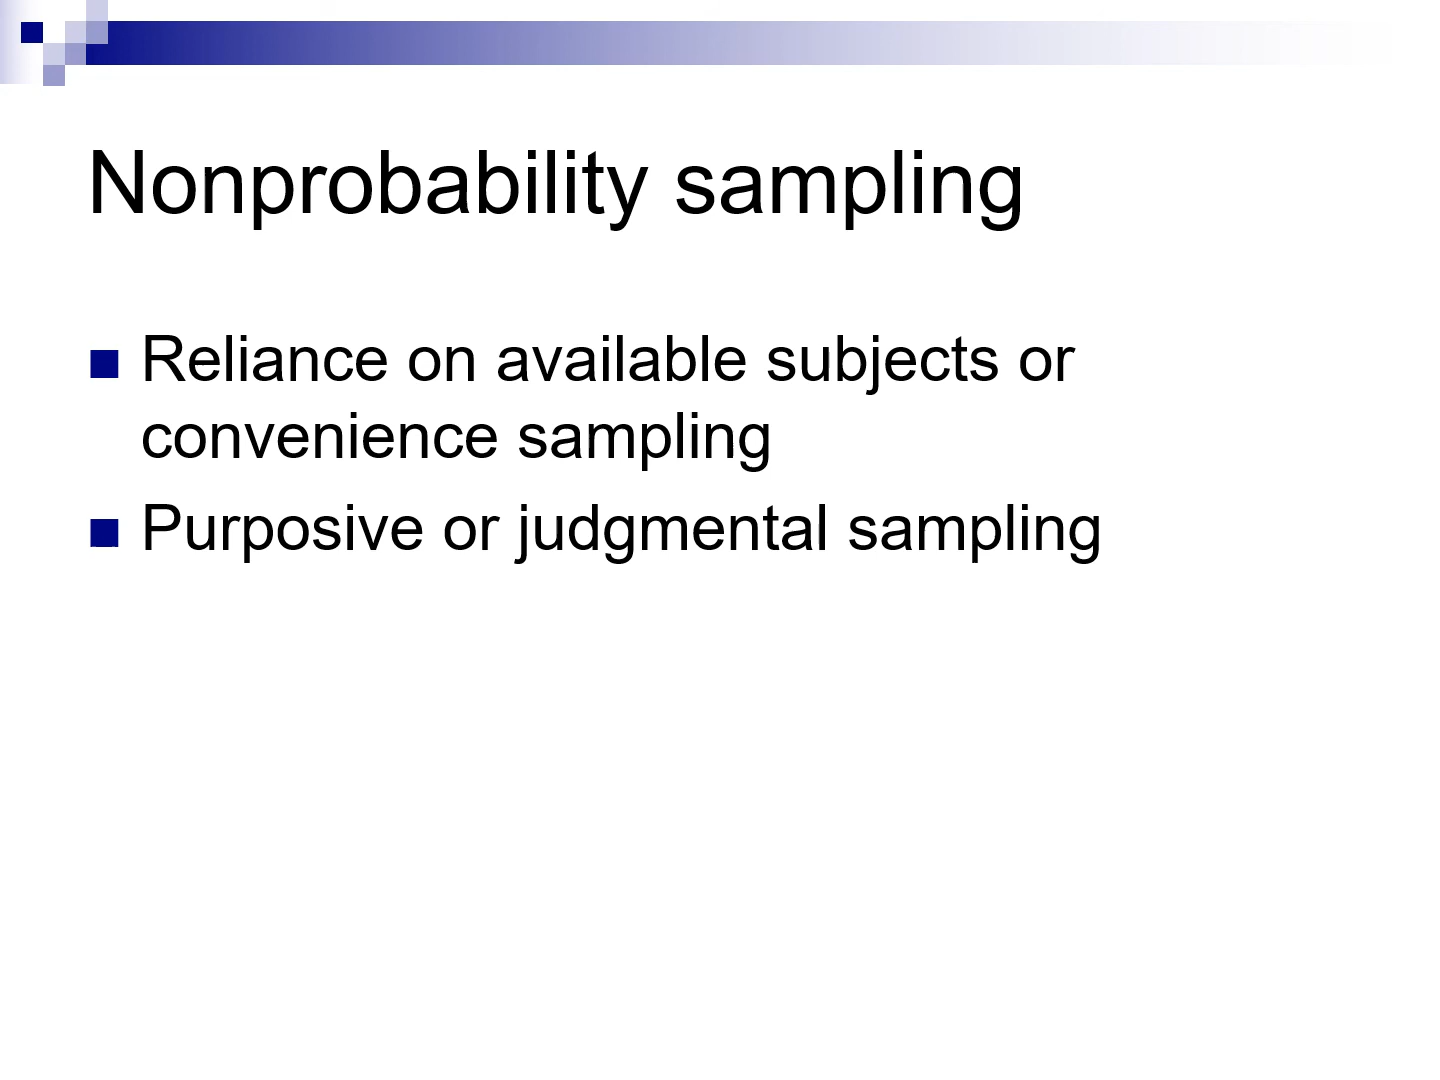 Nonprobability sampling
Reliance on available subjects or
convenience sampling
Purposive or judgmental sampling